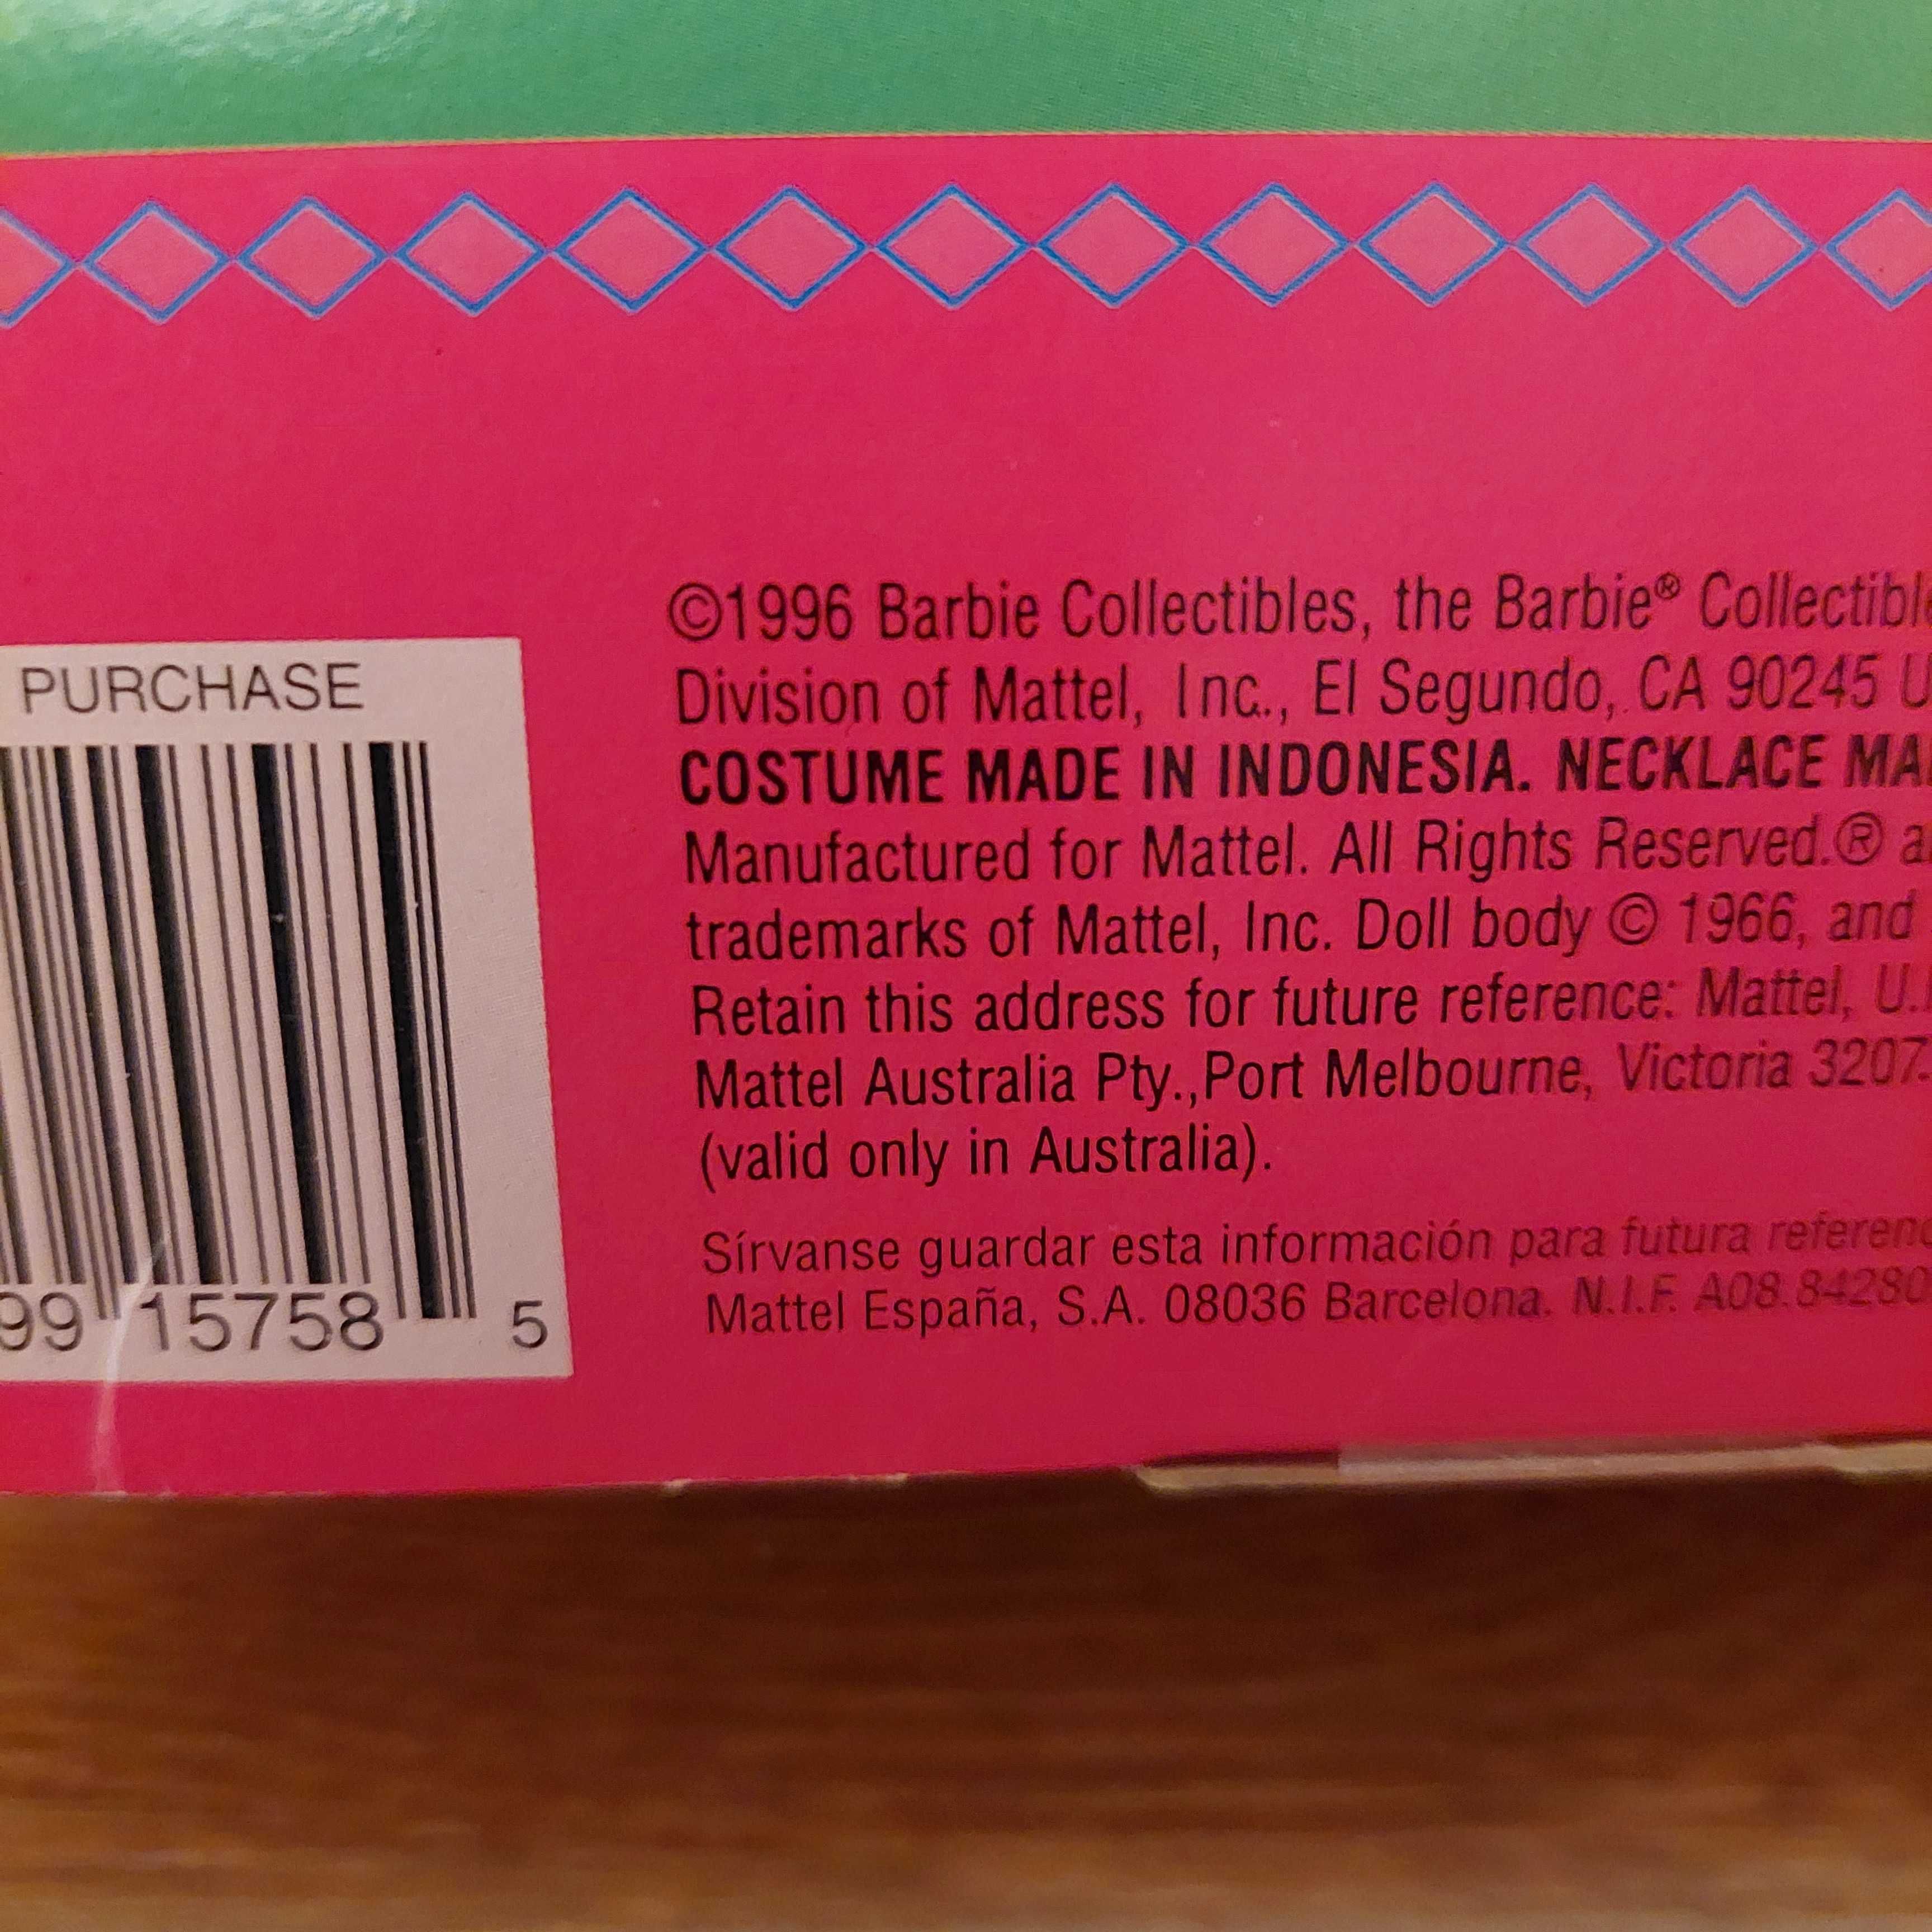 PURCHASE
99 15758 5
©1996 Barbie Collectibles, the Barbie®
Division of Mattel, Inc., El Segundo, CA 90245
COSTUME MADE IN INDONESIA. NECKLACE
Manufactured for Mattel. All Rights Reserved.®
trademarks of Mattel, Inc. Doll body © 1966, and
Retain this address for future reference: Mattel,
Mattel Australia Pty.,Port Melbourne, Victoria 3207.
(valid only in Australia).
Sírvanse guardar esta información para futura
Mattel España, S.A. 08036 Barcelona. N.I.F. A08.84280